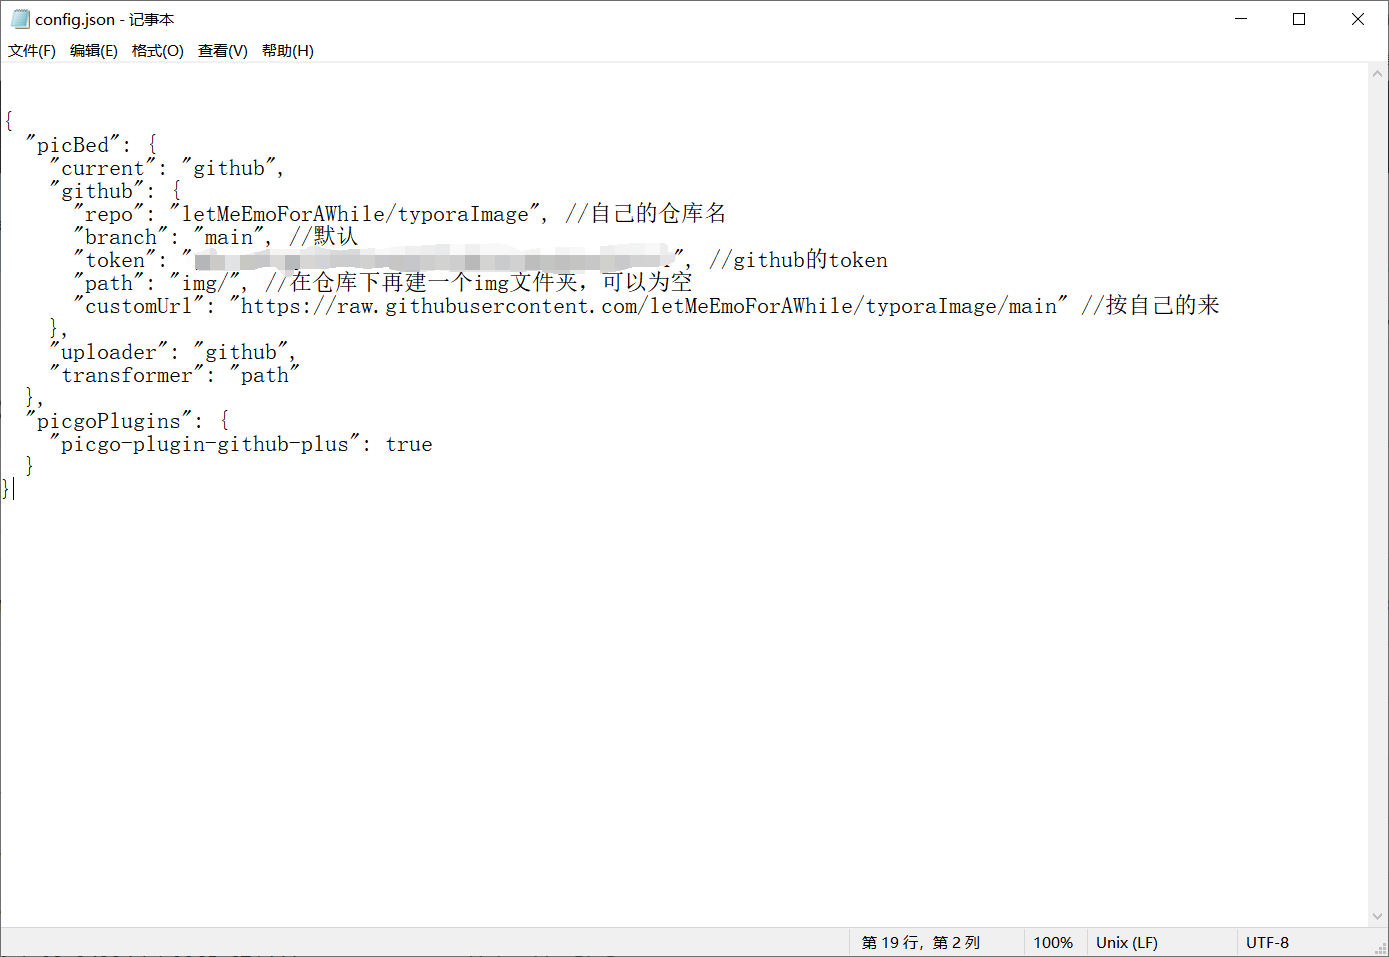 config.json - 记事本
文件(F) 编辑(E) 格式(O) 查看(V) 帮助(H)
{
  "picBed": {
    "current": "github",
    "github": {
      "repo": "letMeEmoForAWhile/typoraImage", //自己的仓库名
      "branch": "main", //默认
      "token": "", //github的token
      "path": "img/", //在仓库下再建一个img文件夹，可以为空
      "customUrl": "https://raw.githubusercontent.com/letMeEmoForAWhile/typoraImage/main" //按自己的来
    },
    "uploader": "github",
    "transformer": "path"
  },
  "picgoPlugins": {
    "picgo-plugin-github-plus": true
  }
}
第 19 行，第 2 列 100% Unix (LF) UTF-8